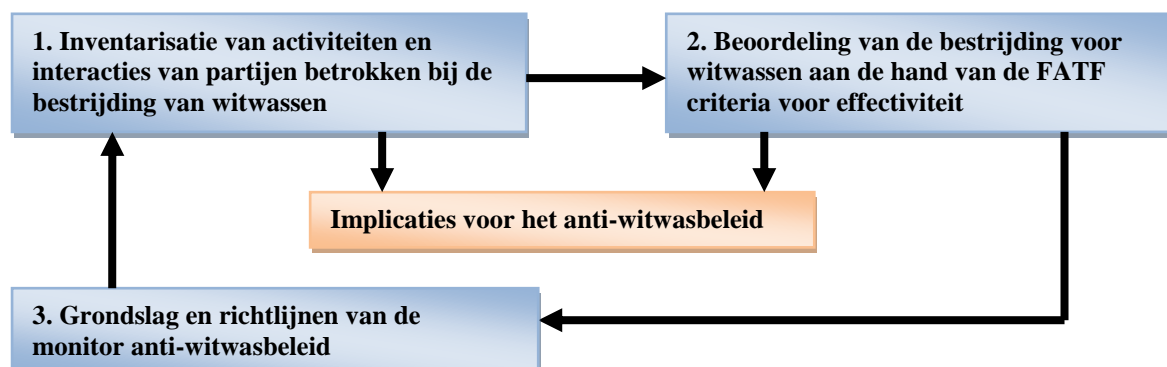 1. Inventarisatie van activiteiten en
interacties van partijen betrokken bij de
bestrijding van witwassen
2. Beoordeling van de bestrijding voor
witwassen aan de hand van de FATF
criteria voor effectiviteit
Implicaties voor het anti-witwasbeleid
3. Grondslag en richtlijnen van de
monitor anti-witwasbeleid